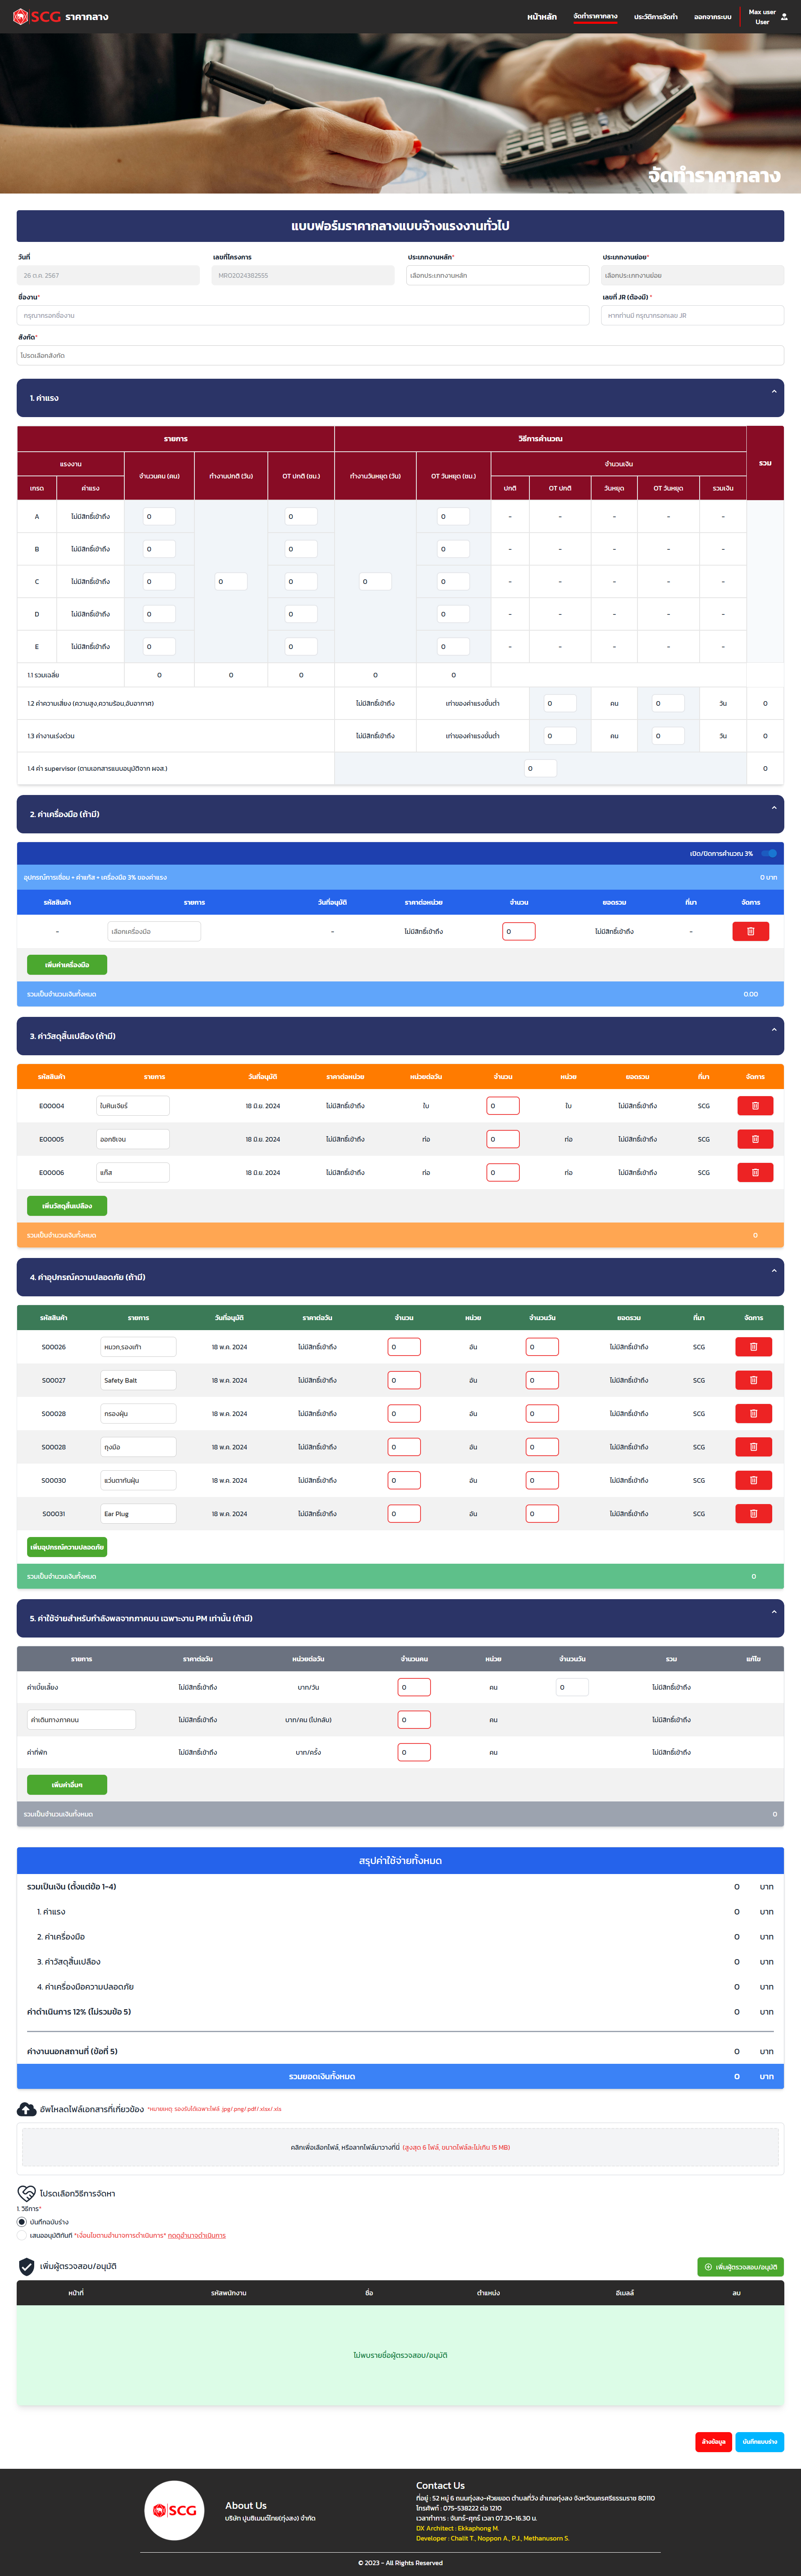 SCG ราคากลาง
หน้าหลัก จัดทำราคากลาง ประวัติการจัดทำ ออกจากระบบ Max user
User
จัดทำราคากลาง
แบบฟอร์มราคากลางแบบจ้างแรงงานทั่วไป
วันที่ เลขที่โครงการ ประเภทงานหลัก* ประเภทงานย่อย*
26 ต.ค. 2567 MRO2024382555 เลือกประเภทงานหลัก เลือกประเภทงานย่อย
ชื่องาน* เลขที่ JR (ต้องมี) *
กรุณากรอกชื่องาน หากท่านมี กรุณากรอกเลข JR
สังกัด*
โปรดเลือกสังกัด
1. ค่าแรง
รายการ วิธีการคำนวณ รวม
แรงงาน จำนวนคน (คน) ทำงานปกติ (วัน) OT ปกติ (ชม.) ทำงานวันหยุด (วัน) OT วันหยุด (ชม.) จำนวนเงิน
เกรด ค่าแรง ปกติ OT ปกติ วันหยุด OT วันหยุด รวมเงิน
A ไม่มีสิทธิ์เข้าถึง 0 0 0 - - - - -
B ไม่มีสิทธิ์เข้าถึง 0 0 0 - - - - -
C ไม่มีสิทธิ์เข้าถึง 0 0 0 0 0 - - - - -
D ไม่มีสิทธิ์เข้าถึง 0 0 0 - - - - -
E ไม่มีสิทธิ์เข้าถึง 0 0 0 - - - - -
1.1 รวมเฉลี่ย 0 0 0 0 0
1.2 ค่าความเสี่ยง (ความสูง,ความร้อน,อับอากาศ) ไม่มีสิทธิ์เข้าถึง เท่าของค่าแรงขั้นต่ำ 0 คน 0 วัน 0
1.3 ค่างานเร่งด่วน ไม่มีสิทธิ์เข้าถึง เท่าของค่าแรงขั้นต่ำ 0 คน 0 วัน 0
1.4 ค่า supervisor (ตามเอกสารแนบอนุมัติจาก ผจส.) 0 0
2. ค่าเครื่องมือ (ถ้ามี)
เปิด/ปิดการคำนวณ 3%
อุปกรณ์การเชื่อม + ค่าแก๊ส + เครื่องมือ 3% ของค่าแรง 0 บาท
รหัสสินค้า รายการ วันที่อนุมัติ ราคาต่อหน่วย จำนวน ยอดรวม ที่มา จัดการ
- เลือกเครื่องมือ - ไม่มีสิทธิ์เข้าถึง 0 ไม่มีสิทธิ์เข้าถึง -
เพิ่มค่าเครื่องมือ
รวมเป็นจำนวนเงินทั้งหมด 0.00
3. ค่าวัสดุสิ้นเปลือง (ถ้ามี)
รหัสสินค้า รายการ วันที่อนุมัติ ราคาต่อหน่วย หน่วยต่อวัน จำนวน หน่วย ยอดรวม ที่มา จัดการ
E00004 ใบหินเจียร์ 18 มิ.ย. 2024 ไม่มีสิทธิ์เข้าถึง ใบ 0 ใบ ไม่มีสิทธิ์เข้าถึง SCG
E00005 ออกซิเจน 18 มิ.ย. 2024 ไม่มีสิทธิ์เข้าถึง ท่อ 0 ท่อ ไม่มีสิทธิ์เข้าถึง SCG
E00006 แก๊ส 18 มิ.ย. 2024 ไม่มีสิทธิ์เข้าถึง ท่อ 0 ท่อ ไม่มีสิทธิ์เข้าถึง SCG
เพิ่มวัสดุสิ้นเปลือง
รวมเป็นจำนวนเงินทั้งหมด 0
4. ค่าอุปกรณ์ความปลอดภัย (ถ้ามี)
รหัสสินค้า รายการ วันที่อนุมัติ ราคาต่อวัน จำนวน หน่วย จำนวนวัน ยอดรวม ที่มา จัดการ
S00026 หมวก,รองเท้า 18 พ.ค. 2024 ไม่มีสิทธิ์เข้าถึง 0 อัน 0 ไม่มีสิทธิ์เข้าถึง SCG
S00027 Safety Balt 18 พ.ค. 2024 ไม่มีสิทธิ์เข้าถึง 0 อัน 0 ไม่มีสิทธิ์เข้าถึง SCG
S00028 กรองฝุ่น 18 พ.ค. 2024 ไม่มีสิทธิ์เข้าถึง 0 อัน 0 ไม่มีสิทธิ์เข้าถึง SCG
S00028 ถุงมือ 18 พ.ค. 2024 ไม่มีสิทธิ์เข้าถึง 0 อัน 0 ไม่มีสิทธิ์เข้าถึง SCG
S00030 แว่นตากันฝุ่น 18 พ.ค. 2024 ไม่มีสิทธิ์เข้าถึง 0 อัน 0 ไม่มีสิทธิ์เข้าถึง SCG
S00031 Ear Plug 18 พ.ค. 2024 ไม่มีสิทธิ์เข้าถึง 0 อัน 0 ไม่มีสิทธิ์เข้าถึง SCG
เพิ่มอุปกรณ์ความปลอดภัย
รวมเป็นจำนวนเงินทั้งหมด 0
5. ค่าใช้จ่ายสำหรับกำลังพลจากภาคบน เฉพาะงาน PM เท่านั้น (ถ้ามี)
รายการ ราคาต่อวัน หน่วยต่อวัน จำนวนคน หน่วย จำนวนวัน รวม แก้ไข
ค่าเบี้ยเลี้ยง ไม่มีสิทธิ์เข้าถึง บาท/วัน 0 คน 0 ไม่มีสิทธิ์เข้าถึง
ค่าเดินทางภาคบน ไม่มีสิทธิ์เข้าถึง บาท/คน (ไปกลับ) 0 คน ไม่มีสิทธิ์เข้าถึง
ค่าที่พัก ไม่มีสิทธิ์เข้าถึง บาท/ครั้ง 0 คน ไม่มีสิทธิ์เข้าถึง
เพิ่มค่าอื่นๆ
รวมเป็นจำนวนเงินทั้งหมด 0
สรุปค่าใช้จ่ายทั้งหมด
รวมเป็นเงิน (ตั้งแต่ข้อ 1-4) 0 บาท
1. ค่าแรง 0 บาท
2. ค่าเครื่องมือ 0 บาท
3. ค่าวัสดุสิ้นเปลือง 0 บาท
4. ค่าเครื่องมือความปลอดภัย 0 บาท
ค่าดำเนินการ 12% (ไม่รวมข้อ 5) 0 บาท
ค่างานนอกสถานที่ (ข้อที่ 5) 0 บาท
รวมยอดเงินทั้งหมด 0 บาท
อัพโหลดไฟล์เอกสารที่เกี่ยวข้อง *หมายเหตุ รองรับได้เฉพาะไฟล์ .jpg/.png/.pdf/.xlsx/.xls
คลิกเพื่อเลือกไฟล์, หรือลากไฟล์มาวางที่นี่ (สูงสุด 6 ไฟล์, ขนาดไฟล์ละไม่เกิน 15 MB)
โปรดเลือกวิธีการจัดหา
1. วิธีการ*
บันทึกฉบับร่าง
เสนออนุมัติทันที *เงื่อนไขตามอำนาจการดำเนินการ* กดดูอำนาจดำเนินการ
เพิ่มผู้ตรวจสอบ/อนุมัติ เพิ่มผู้ตรวจสอบ/อนุมัติ
หน้าที่ รหัสพนักงาน ชื่อ ตำแหน่ง อีเมลล์ ลบ
ไม่พบรายชื่อผู้ตรวจสอบ/อนุมัติ
ล้างข้อมูล บันทึกแบบร่าง
SCG
About Us
บริษัท ปูนซิเมนต์ไทย(ทุ่งสง) จำกัด
Contact Us
ที่อยู่ : 52 หมู่ 6 ถนนทุ่งสง-ห้วยยอด ตำบลที่วัง อำเภอทุ่งสง จังหวัดนครศรีธรรมราช 80110
โทรศัพท์ : 075-538222 ต่อ 1210
เวลาทำการ : จันทร์-ศุกร์ เวลา 07.30-16.30 น.
DX Architect : Ekkaphong M.
Developer : Chalit T., Noppon A., P.J., Methanusorn S.
© 2023 - All Rights Reserved